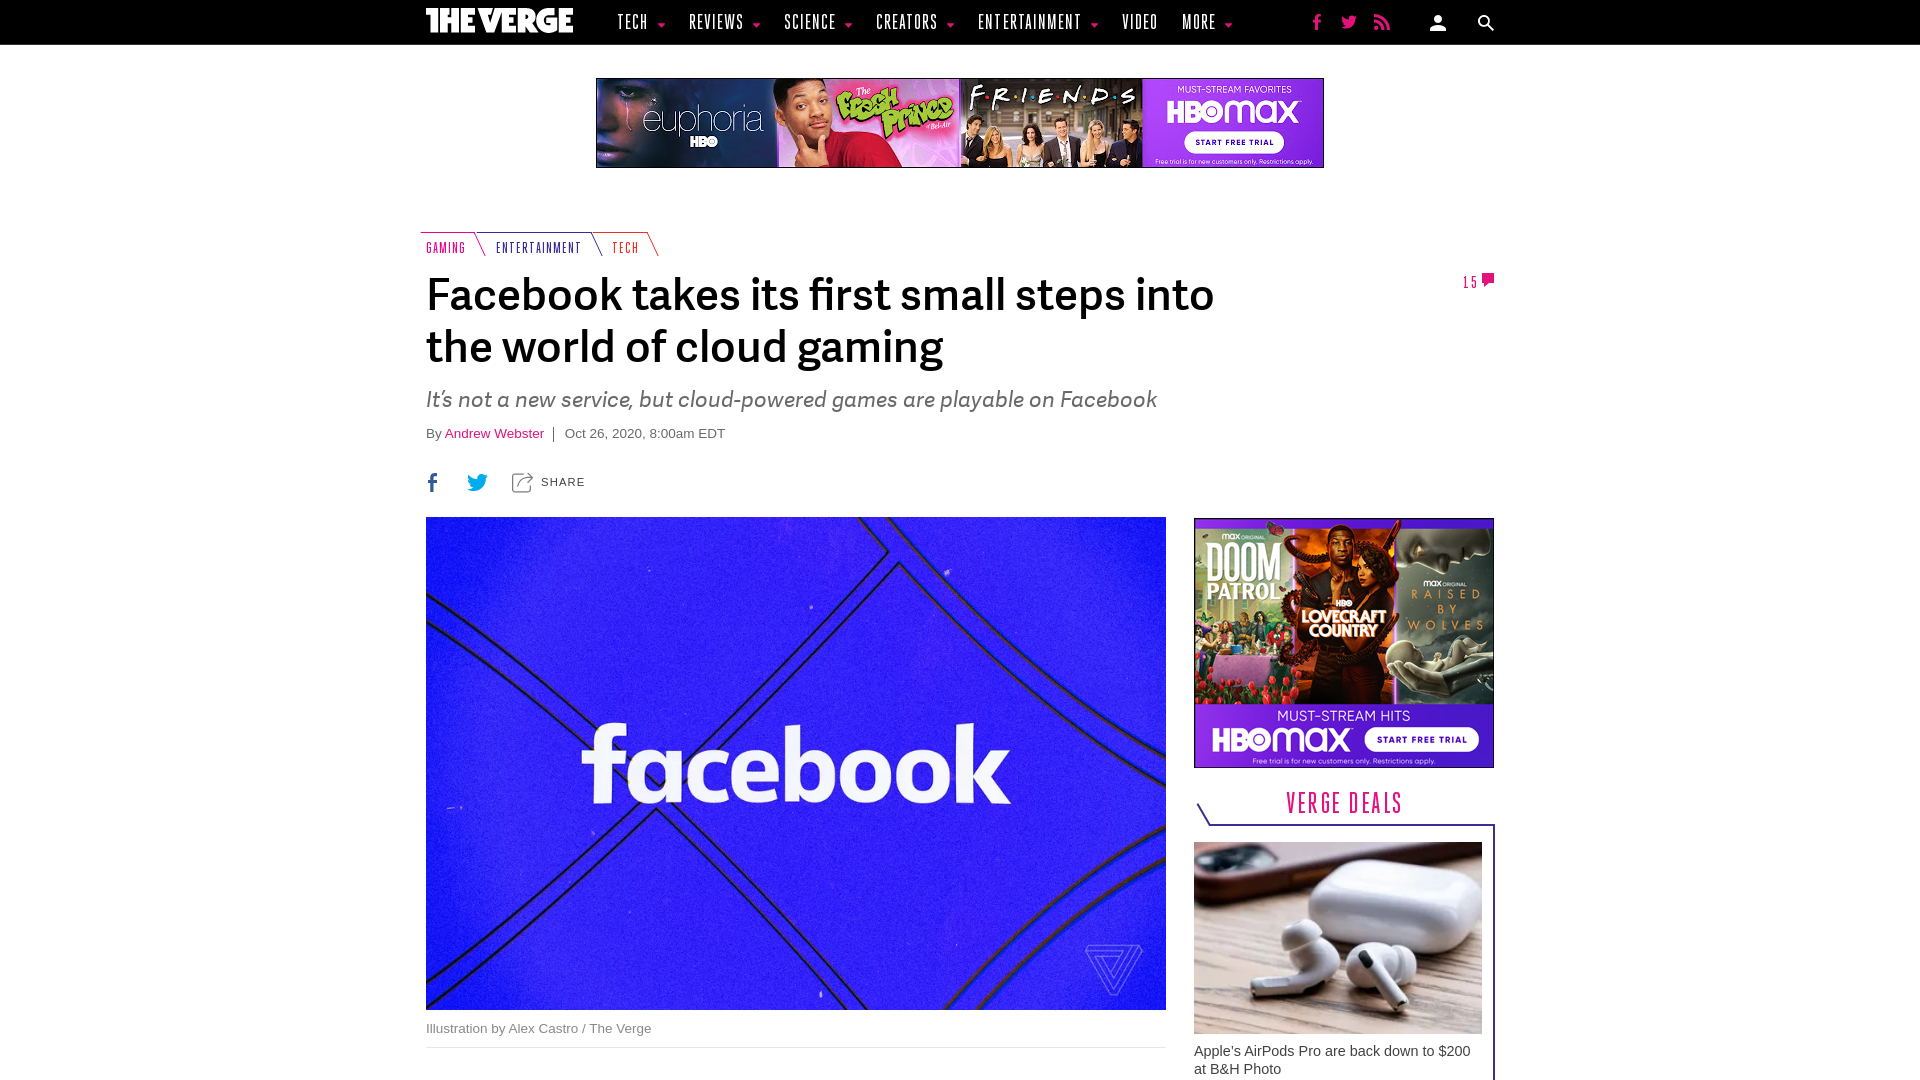 THE VERGE
TECH REVIEWS SCIENCE CREATORS ENTERTAINMENT VIDEO MORE
euphoria
HBO
The
Fresh Prince
of Bel-Air
F·R·I·E·N·D·S
MUST-STREAM FAVORITES
HBOmax
START FREE TRIAL
Free trial is for new customers only. Restrictions apply.
GAMING ENTERTAINMENT TECH
Facebook takes its first small steps into
the world of cloud gaming
15
It’s not a new service, but cloud-powered games are playable on Facebook
By Andrew Webster | Oct 26, 2020, 8:00am EDT
SHARE
facebook
Illustration by Alex Castro / The Verge
max ORIGINAL
DOOM
PATROL
HBO
LOVECRAFT
COUNTRY
max ORIGINAL
RAISED
BY
WOLVES
MUST-STREAM HITS
HBOmax
START FREE TRIAL
Free trial is for new customers only. Restrictions apply.
VERGE DEALS
Apple’s AirPods Pro are back down to $200
at B&H Photo